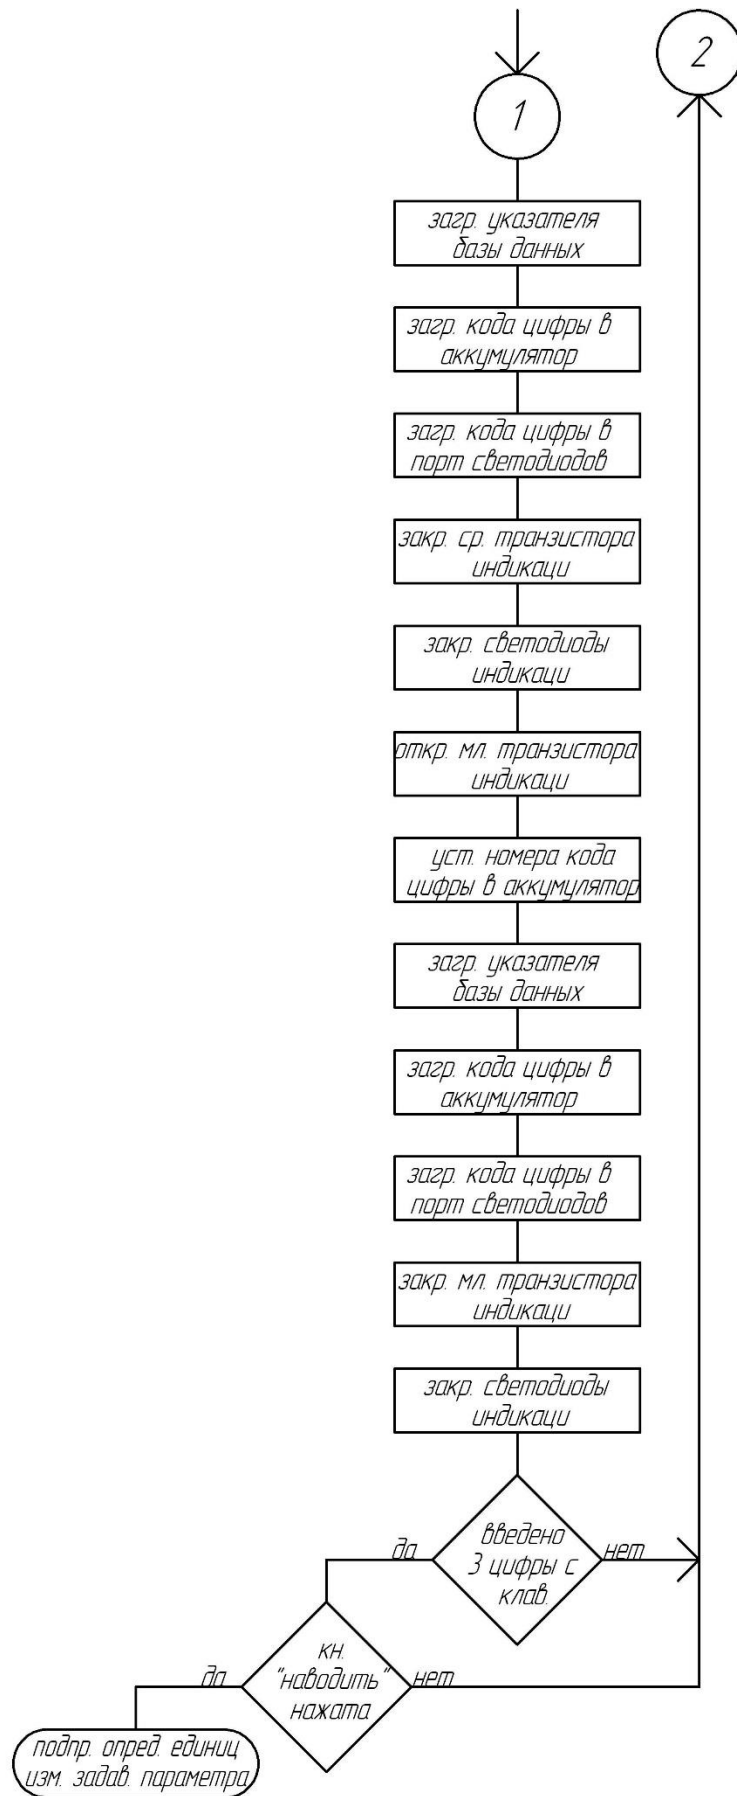 2
1
загр. указателя
базы данных
загр. кода цифры в
аккумулятор
загр. кода цифры в
порт светодиодов
закр. ср. транзистора
индикаци
закр. светодиоды
индикаци
откр. мл. транзистора
индикаци
уст. номера кода
цифры в аккумулятор
загр. указателя
базы данных
загр. кода цифры в
аккумулятор
загр. кода цифры в
порт светодиодов
закр. мл. транзистора
индикаци
закр. светодиоды
индикаци
да
введено
3 цифры с
клав.
нет
да
кн.
"наводить"
нажата
нет
подпр. опред. единиц
изм. задав. параметра